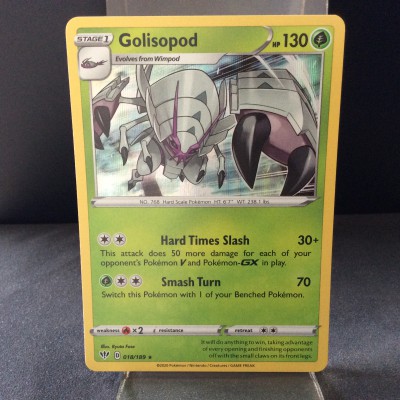 STAGE 1 Golisopod HP 130
Evolves from Wimpod
NO. 768 Hard Scale Pokémon HT: 6'7" WT: 238.1 lbs.
Hard Times Slash 30+
This attack does 50 more damage for each of your
opponent's Pokémon V and Pokémon-GX in play.
Smash Turn 70
Switch this Pokémon with 1 of your Benched Pokémon.
weakness ×2 resistance retreat
It will do anything to win, taking advantage
of every opening and finishing opponents
off with the small claws on its front legs.
D 018/189 ★
©2020 Pokémon / Nintendo / Creatures / GAME FREAK